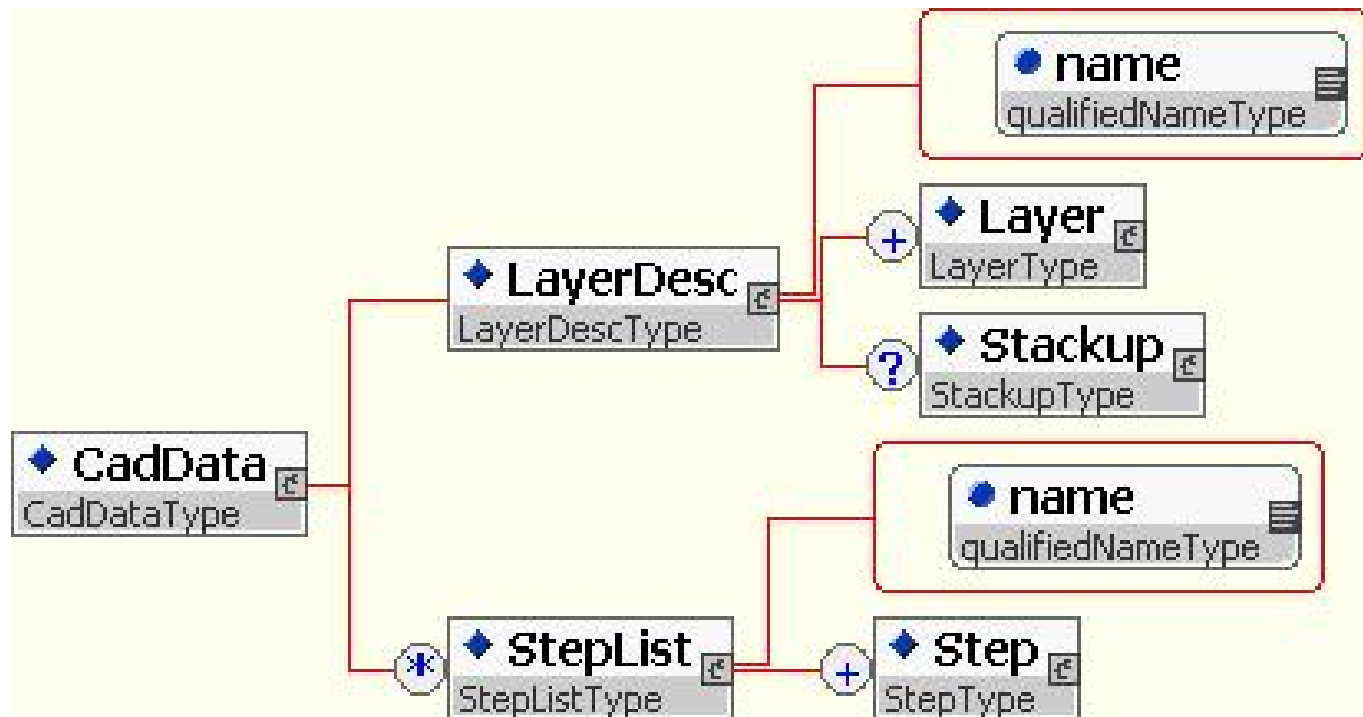 name
qualifiedNameType
+
Layer
LayerType
LayerDesc
LayerDescType
?
Stackup
StackupType
CadData
CadDataType
name
qualifiedNameType
*
StepList
StepListType
+
Step
StepType